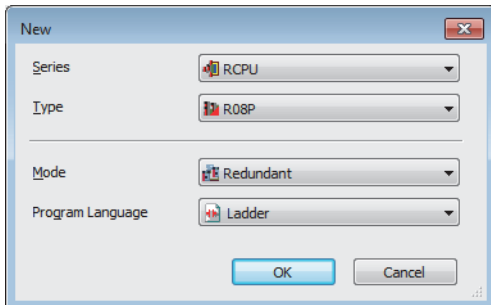 New
Series RCPU
Type R08P
Mode Redundant
Program Language Ladder
OK Cancel